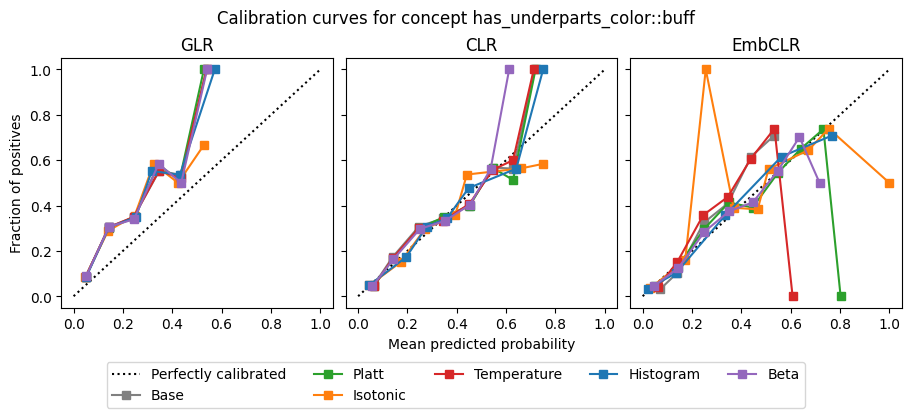 Calibration curves for concept has_underparts_color::buff
GLR
CLR
EmbCLR
Fraction of positives
1.0
0.8
0.6
0.4
0.2
0.0
0.0 0.2 0.4 0.6 0.8 1.0
0.0 0.2 0.4 0.6 0.8 1.0
0.0 0.2 0.4 0.6 0.8 1.0
Mean predicted probability
Perfectly calibrated Platt Temperature Histogram Beta
Base Isotonic